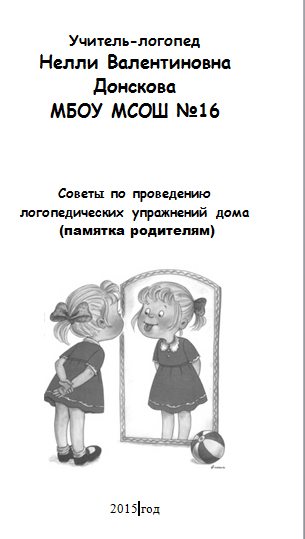 Учитель-логопед
Нелли Валентиновна
Донскова
МБОУ МСОШ №16
Советы по проведению
логопедических упражнений дома
(памятка родителям)
2015 год